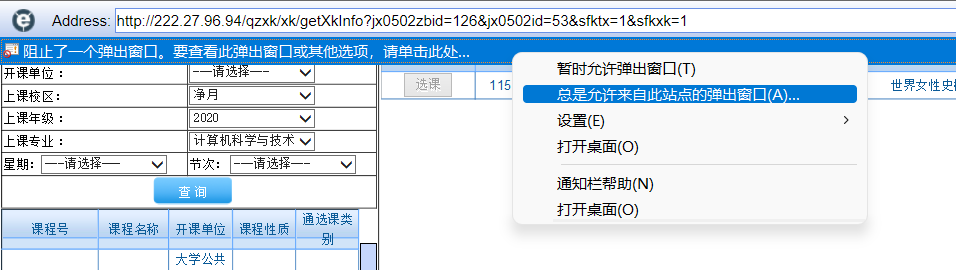 Address: http://222.27.96.94/qzxk/xk/getXkInfo?jx0502zbid=126&jx0502id=53&sfktx=1&sfkxk=1
阻止了一个弹出窗口。要查看此弹出窗口或其他选项，请单击此处...
开课单位： ---请选择---
上课校区： 净月
上课年级： 2020
上课专业： 计算机科学与技术
星期： ---请选择--- 节次： ---请选择---
查 询
课程号 课程名称 开课单位 课程性质 通选课类别
大学公共
选课 115
世界女性史
暂时允许弹出窗口(T)
总是允许来自此站点的弹出窗口(A)...
设置(E)
打开桌面(O)
通知栏帮助(N)
打开桌面(O)